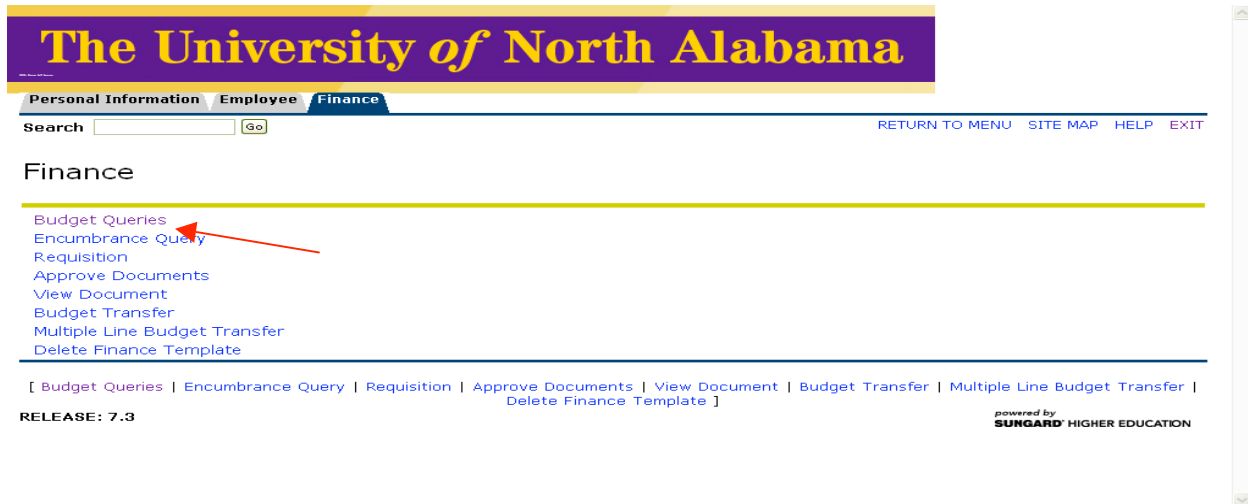 The University of North Alabama
Personal Information Employee Finance
Search Go RETURN TO MENU SITE MAP HELP EXIT
Finance
Budget Queries
Encumbrance Query
Requisition
Approve Documents
View Document
Budget Transfer
Multiple Line Budget Transfer
Delete Finance Template
[ Budget Queries | Encumbrance Query | Requisition | Approve Documents | View Document | Budget Transfer | Multiple Line Budget Transfer |
Delete Finance Template ]
RELEASE: 7.3
powered by
SUNGARD® HIGHER EDUCATION